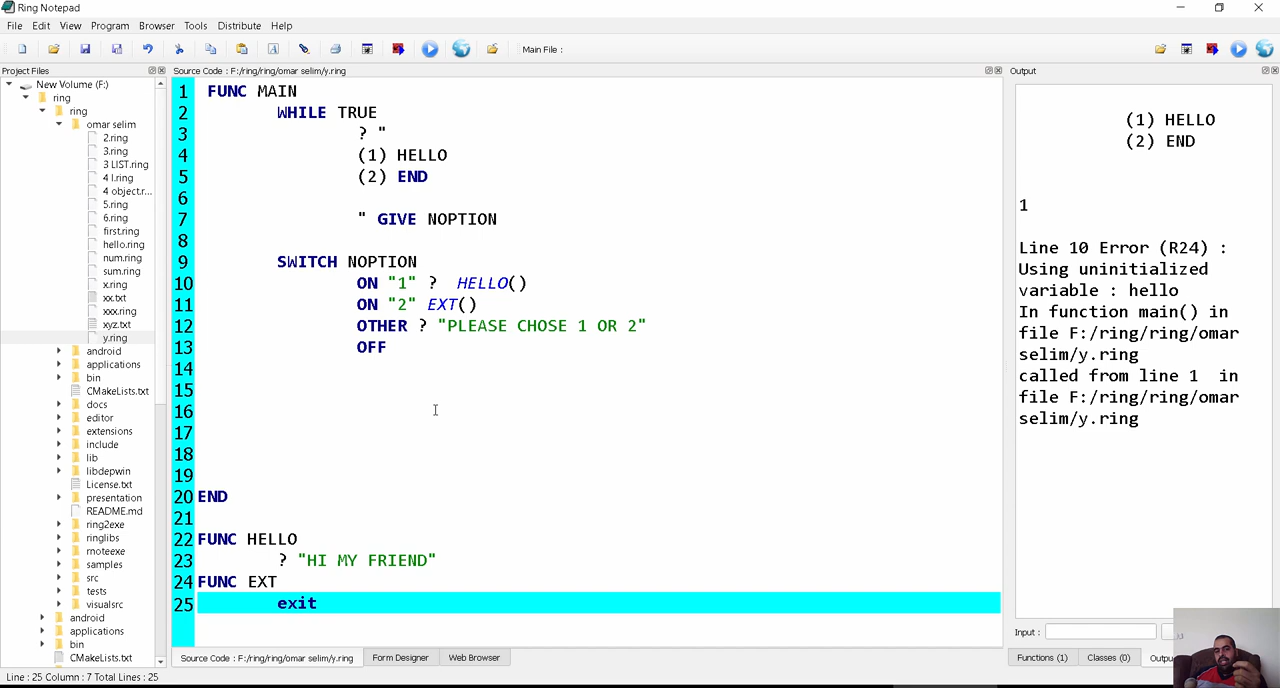 Ring Notepad
File Edit View Program Browser Tools Distribute Help
Main File :
Project Files
Source Code : F:/ring/ring/omar selim/y.ring
Output
New Volume (F:)
ring
ring
omar selim
2.ring
3.ring
3 LIST.ring
4 l.ring
4 object.r...
5.ring
6.ring
first.ring
hello.ring
num.ring
sum.ring
x.ring
xx.txt
xxx.ring
xyz.txt
y.ring
android
applications
bin
CMakeLists.txt
docs
editor
extensions
include
lib
libdepwin
License.txt
presentation
README.md
ring2exe
ringlibs
rnoteexe
samples
src
tests
visualsrc
android
applications
bin
CMakeLists.txt
1 FUNC MAIN
2 WHILE TRUE
3 ? "
4 (1) HELLO
5 (2) END
6
7 " GIVE NOPTION
8
9 SWITCH NOPTION
10 ON "1" ? HELLO()
11 ON "2" EXT()
12 OTHER ? "PLEASE CHOSE 1 OR 2"
13 OFF
14
15
16
17
18
19
20 END
21
22 FUNC HELLO
23 ? "HI MY FRIEND"
24 FUNC EXT
25 exit
(1) HELLO
(2) END
1
Line 10 Error (R24) :
Using uninitialized
variable : hello
In function main() in
file F:/ring/ring/omar
selim/y.ring
called from line 1 in
file F:/ring/ring/omar
selim/y.ring
Input :
Source Code : F:/ring/ring/omar selim/y.ring Form Designer Web Browser
Functions (1) Classes (0)
Line : 25 Column : 7 Total Lines : 25